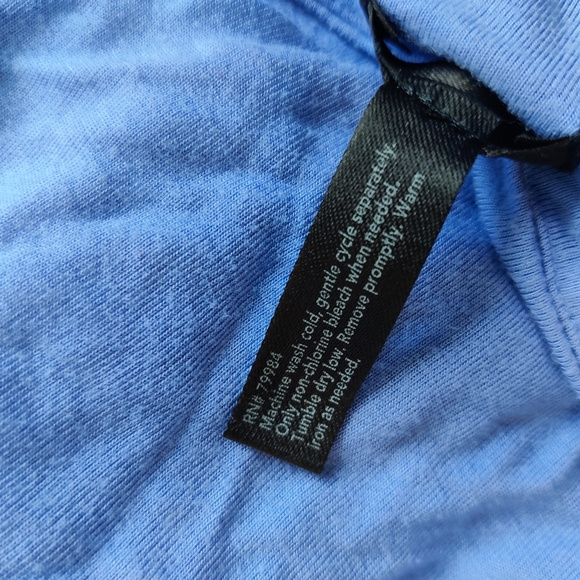 RN# 79984
Machine wash cold, gentle cycle separately.
Only non-chlorine bleach when needed.
Tumble dry low. Remove promptly. Warm
iron as needed.